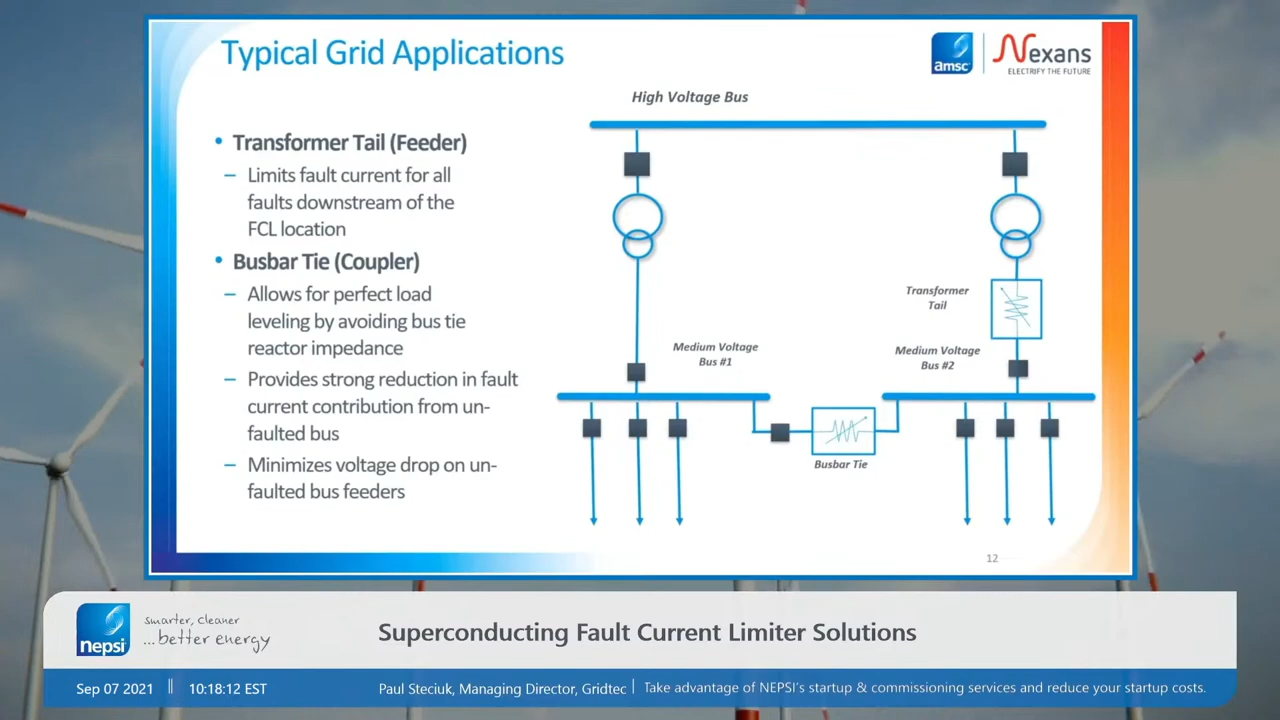 Typical Grid Applications
amsc
Nexans
ELECTRIFY THE FUTURE
• Transformer Tail (Feeder)
– Limits fault current for all
faults downstream of the
FCL location
• Busbar Tie (Coupler)
– Allows for perfect load
leveling by avoiding bus tie
reactor impedance
– Provides strong reduction in fault
current contribution from un-
faulted bus
– Minimizes voltage drop on un-
faulted bus feeders
High Voltage Bus
Transformer
Tail
Medium Voltage
Bus #1
Medium Voltage
Bus #2
Busbar Tie
12
nepsi
smarter, cleaner
...better energy
Superconducting Fault Current Limiter Solutions
Sep 07 2021 || 10:18:12 EST
Paul Steciuk, Managing Director, Gridtec | Take advantage of NEPSI's startup & commissioning services and reduce your startup costs.